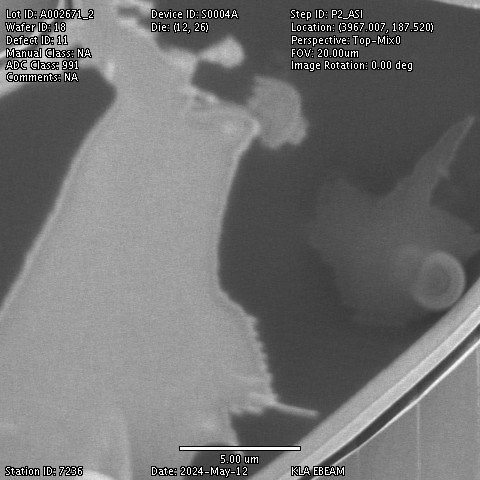 Lot ID: A002671_2
Wafer ID: 18
Defect ID: 11
Manual Class: NA
ADC Class: 991
Comments: NA
Device ID: S0004A
Die: (12, 26)
Step ID: P2_ASI
Location: (3967.007, 187.520)
Perspective: Top-Mix0
FOV: 20.00um
Image Rotation: 0.00 deg
5.00 um
Station ID: 7236
Date: 2024-May-12
KLA EBEAM